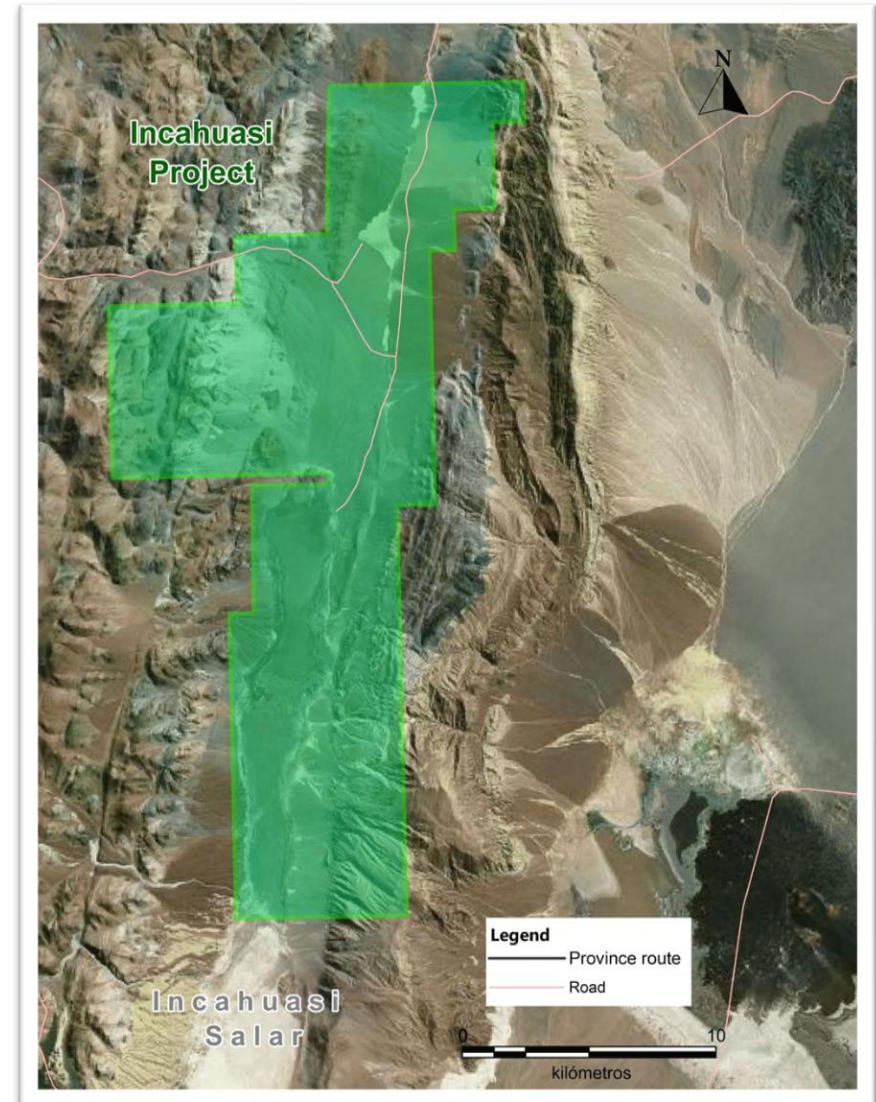 N
Incahuasi
Project
Legend
Province route
Road
Incahuasi
Salar
0 10
kilómetros